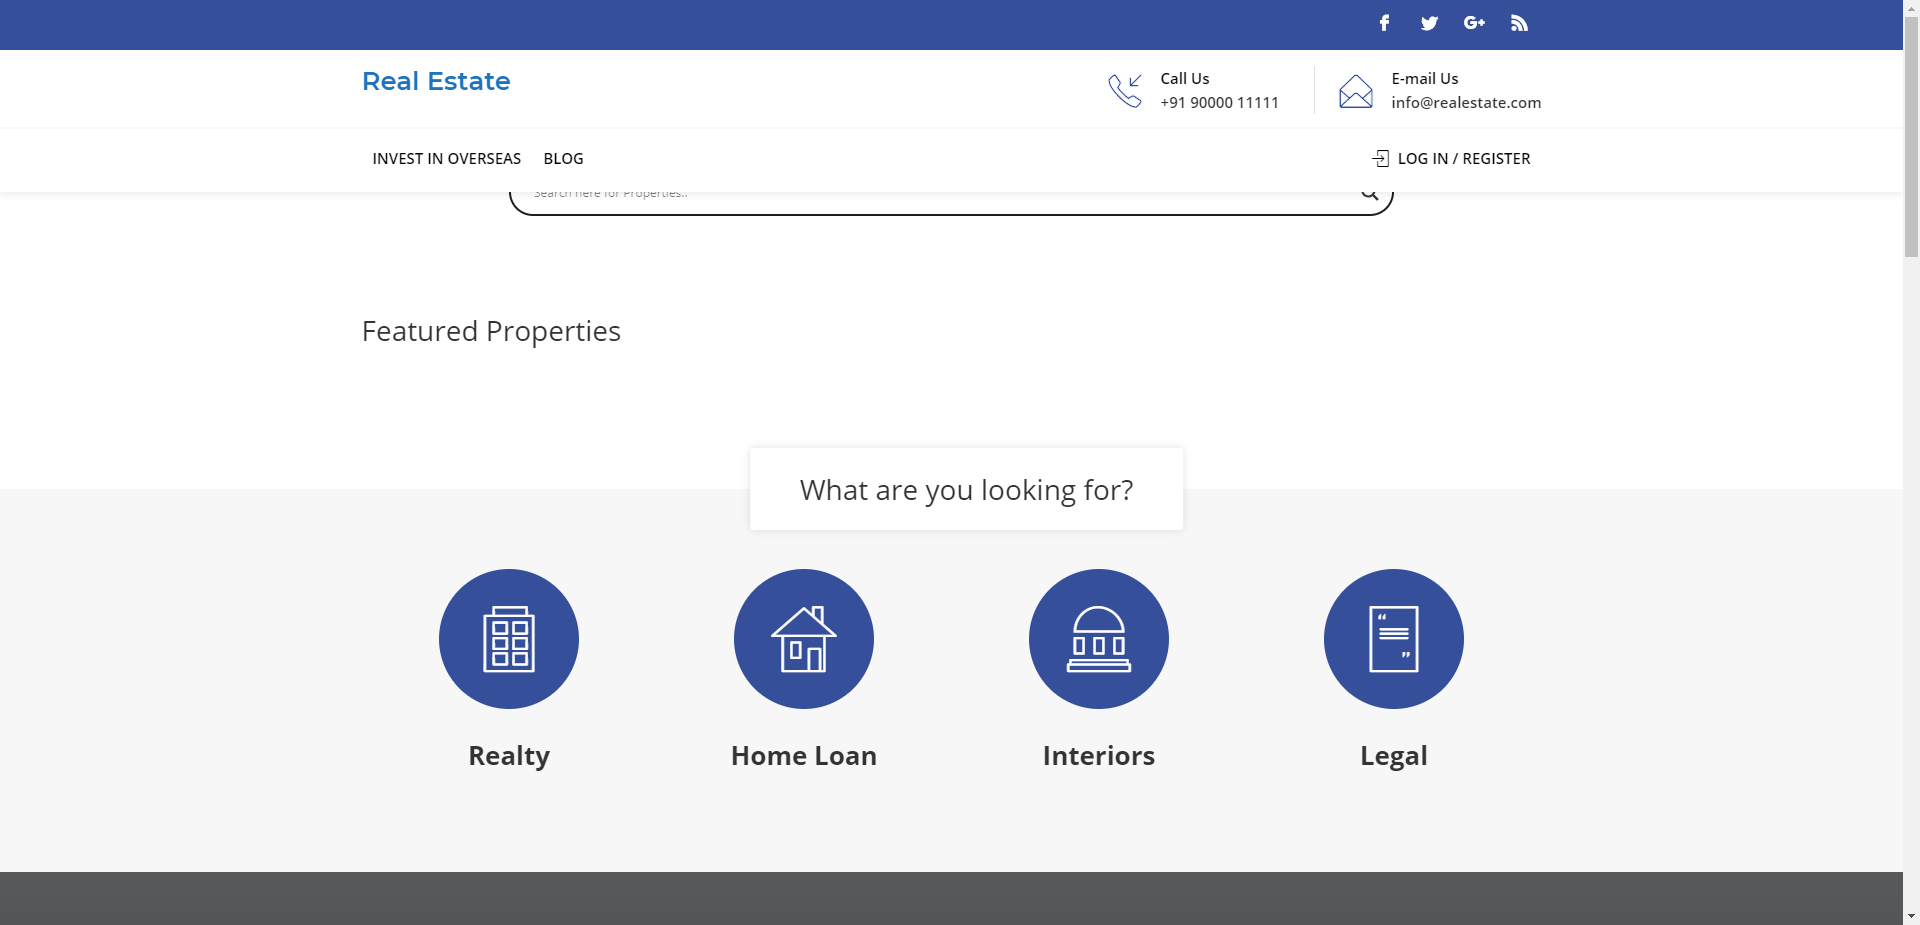 Real Estate
Call Us
+91 90000 11111
E-mail Us
info@realestate.com
INVEST IN OVERSEAS
BLOG
LOG IN / REGISTER
Search here for Properties..
Featured Properties
What are you looking for?
Realty
Home Loan
Interiors
Legal